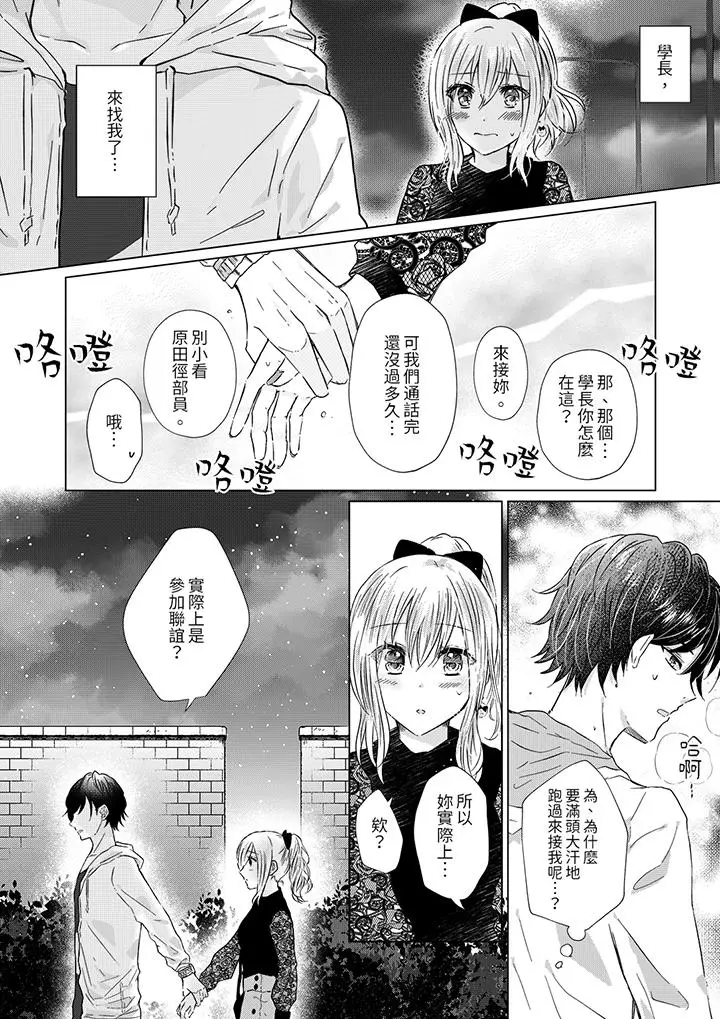 學長，
來找我了…
那、那個…
學長你怎麼
在這？
來接妳。
可我們通話完
還沒過多久…
別小看
原田徑部員。
哦…
咯噔
咯噔
咯噔
咯噔
哈啊…
為、為什麼
要滿頭大汗地
跑過來接我呢…？
所以
妳實際上…
欸？
實際上是
參加聯誼？